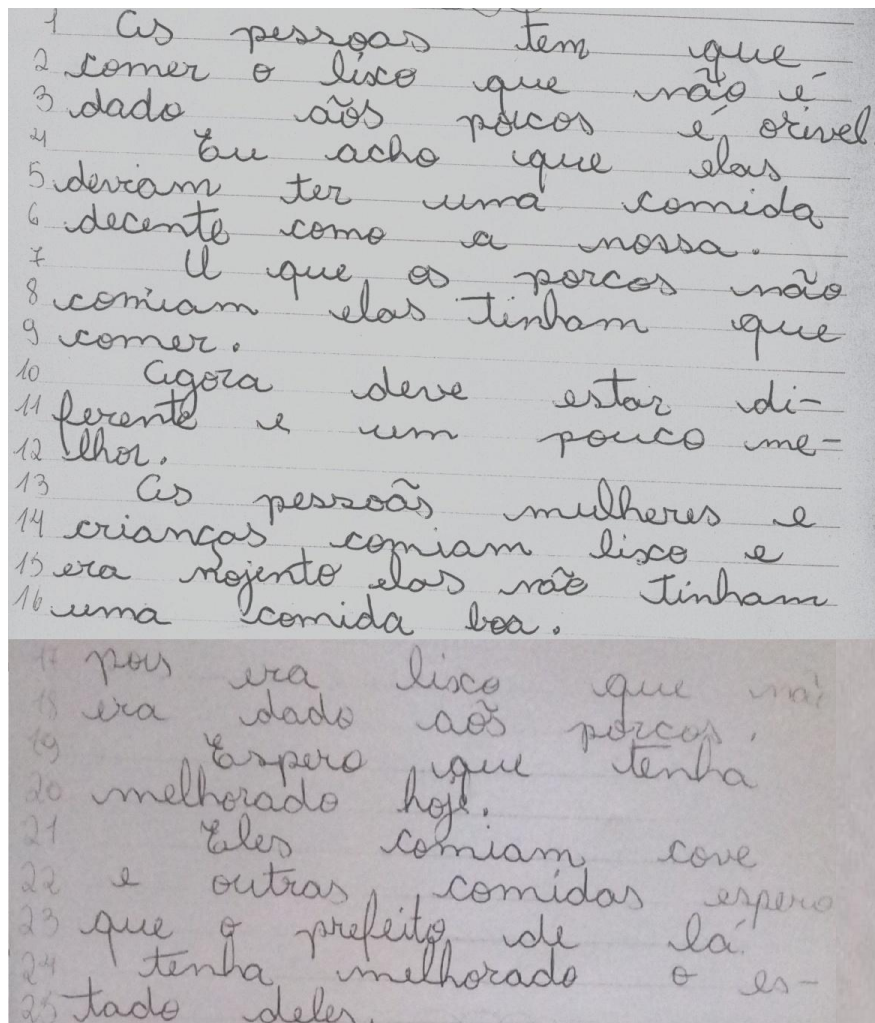 1 As pessoas tem que
2 comer o lixo que não é
3 dado aõs porcos é orivel
4 Eu acho que elas
5 deviam ter uma comida
6 decente como a nossa.
7 U que os porcos não
8 comiam elas tinham que
9 comer.
10 Agora deve estar di-
11 ferente e um pouco me-
12 lhor.
13 As pessoãs mulheres e
14 crianças comiam lixo e
15 era nojento elas não tinham
16 uma comida boa.
17 pois era lixo que
18 era dado aõs porcos.
19 Espero que tenha
20 melhorado hoje.
21 Eles comiam cove
22 e outras comidas espero
23 que o prefeito de lá
24 tenha melhorado o es-
25 tado deles.